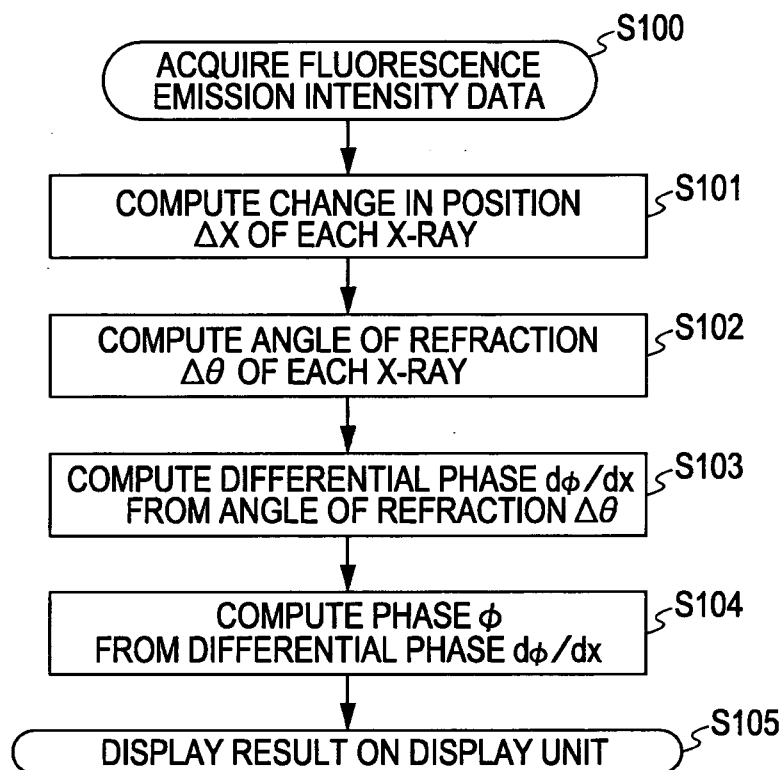 S100
ACQUIRE FLUORESCENCE
EMISSION INTENSITY DATA
S101
COMPUTE CHANGE IN POSITION
ΔX OF EACH X-RAY
S102
COMPUTE ANGLE OF REFRACTION
Δθ OF EACH X-RAY
S103
COMPUTE DIFFERENTIAL PHASE dϕ/dx
FROM ANGLE OF REFRACTION Δθ
S104
COMPUTE PHASE ϕ
FROM DIFFERENTIAL PHASE dϕ/dx
S105
DISPLAY RESULT ON DISPLAY UNIT